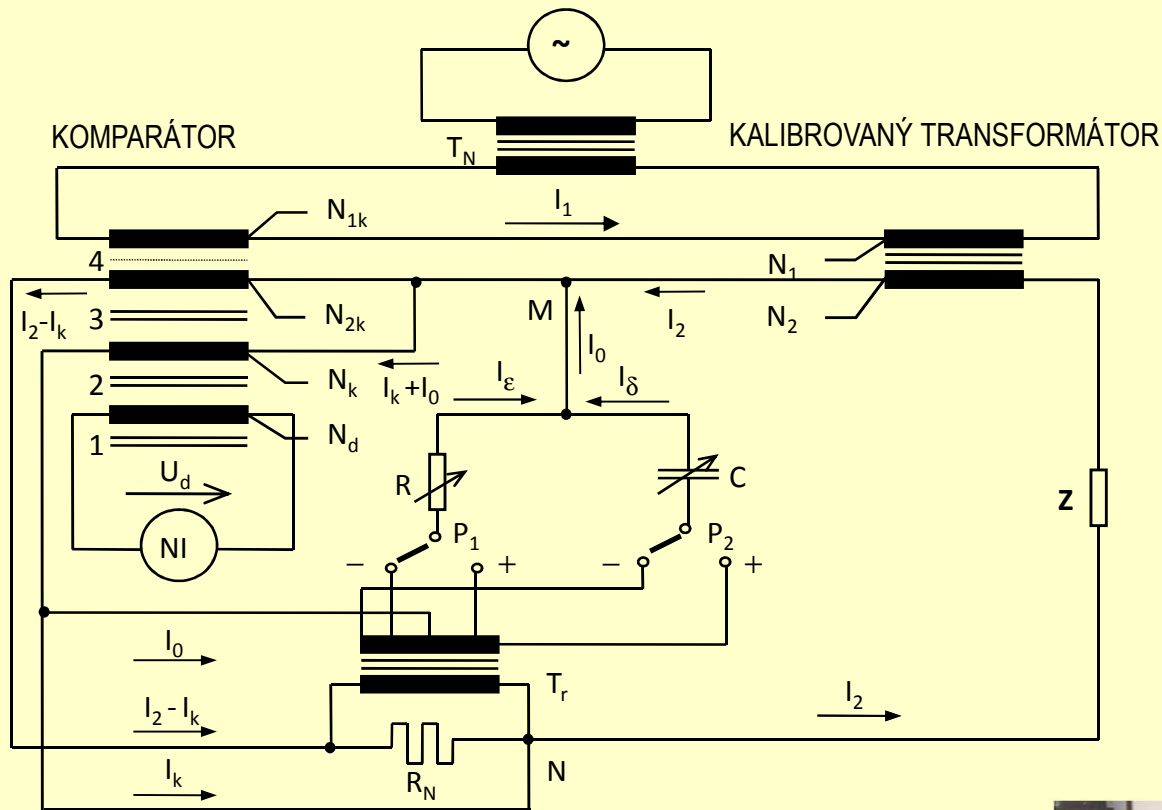 ~
KOMPARÁTOR
KALIBROVANÝ TRANSFORMÁTOR
T_N
I_1
N_1k
4
N_1
I_2-I_k
3
N_2k
M
I_2
N_2
I_0
N_k
I_k+I_0
I_ε
I_δ
2
N_d
1
U_d
R
C
Z
NI
P_1
P_2
− +
− +
I_0
T_r
I_2 - I_k
I_2
R_N
N
I_k